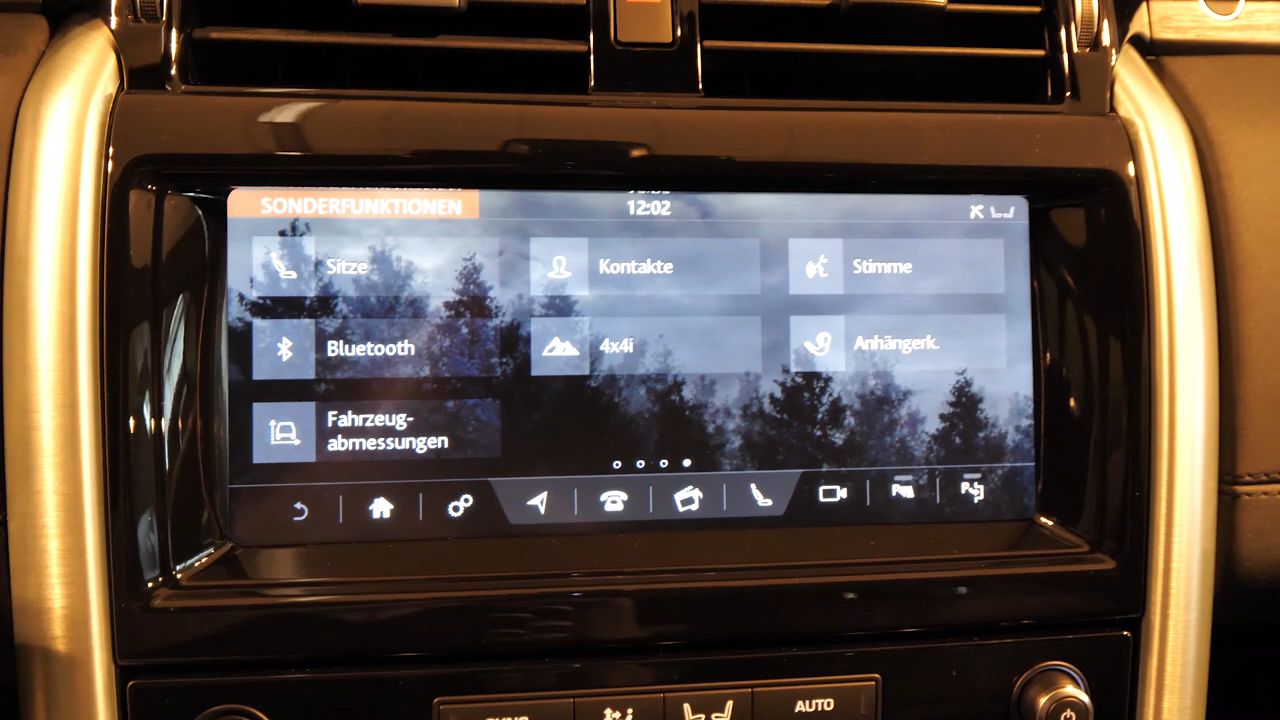 SONDERFUNKTIONEN
12:02
Sitze
Kontakte
Stimme
Bluetooth
4x4i
Anhängerk.
Fahrzeug-
abmessungen
AUTO